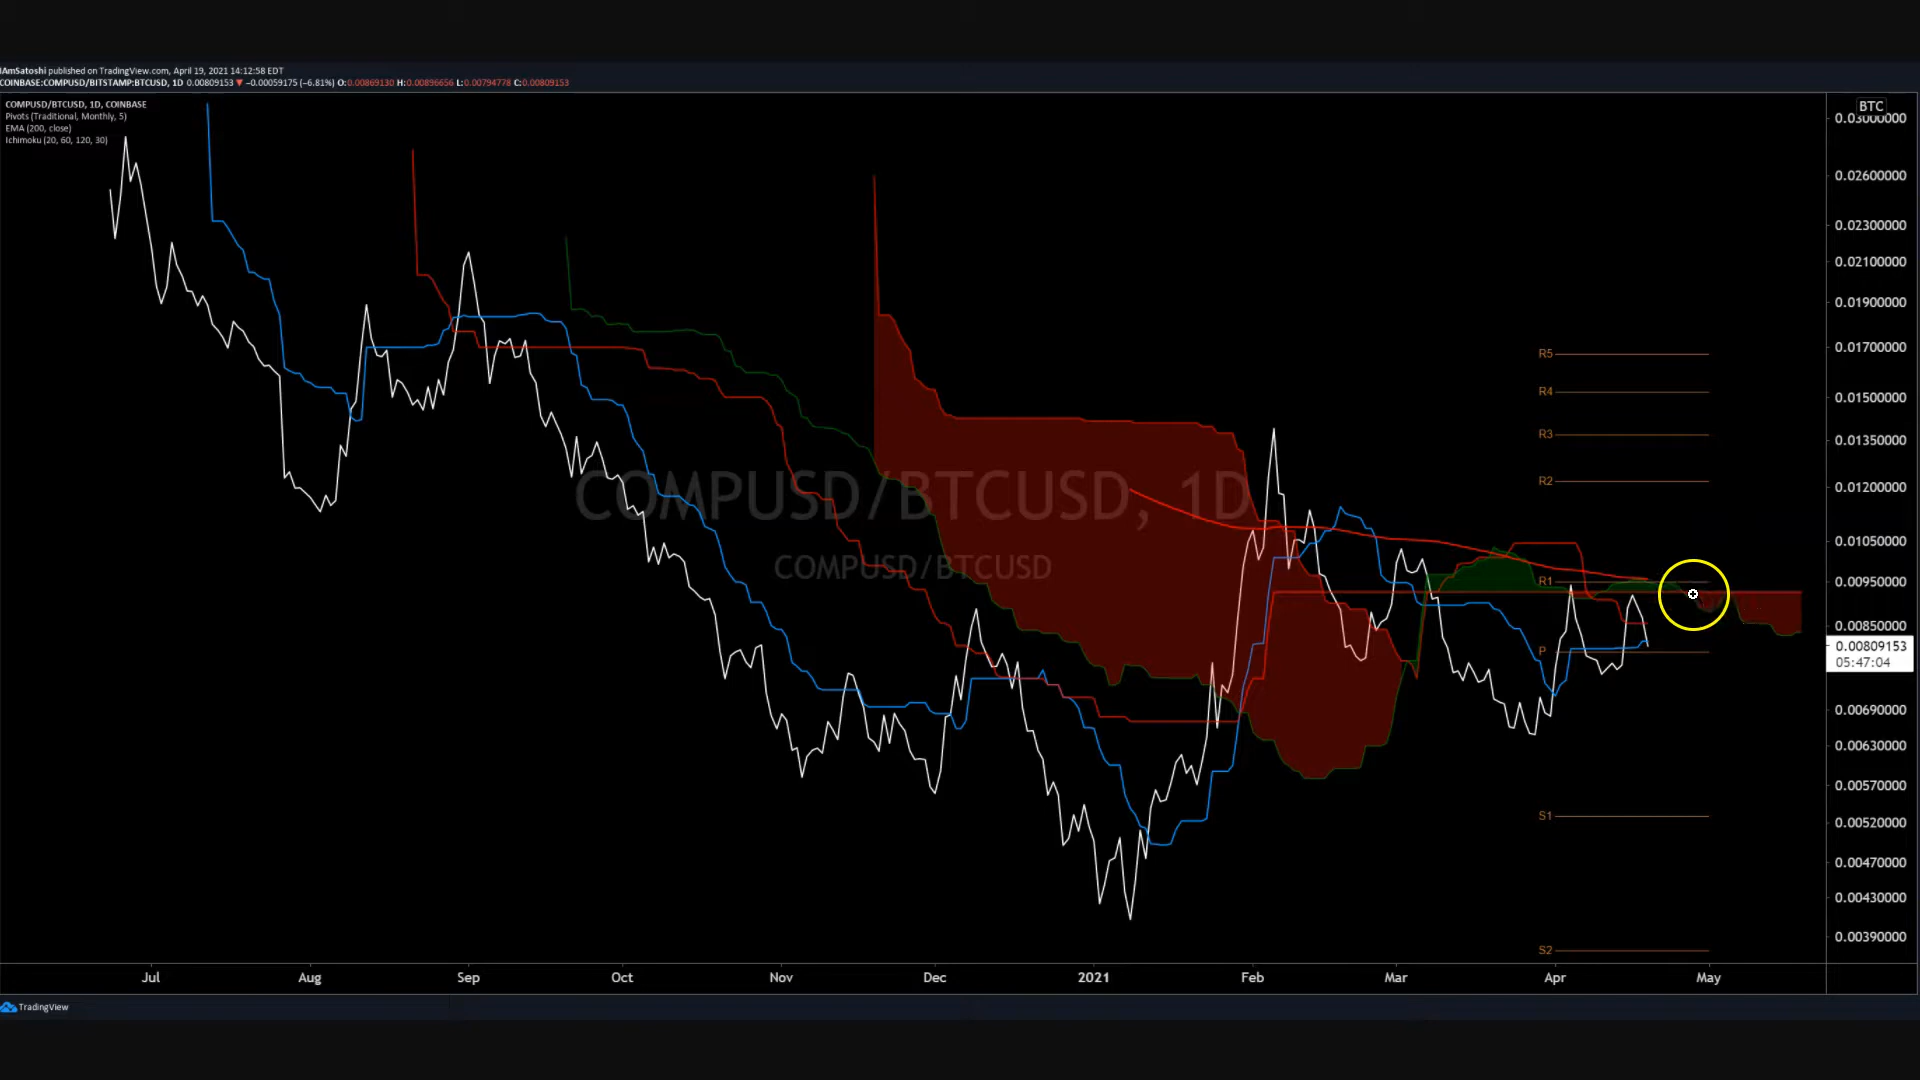 IAmSatoshi published on TradingView.com, April 19, 2021 14:12:58 EDT
COINBASE:COMPUSD/BITSTAMP:BTCUSD, 1D 0.00809153 ▼ −0.00059175 (−6.81%) O:0.00869130 H:0.00896656 L:0.00794778 C:0.00809153
COMPUSD/BTCUSD, 1D, COINBASE
Pivots (Traditional, Monthly, 5)
EMA (200, close)
Ichimoku (20, 60, 120, 30)
BTC
0.03000000
0.02600000
0.02300000
0.02100000
0.01900000
0.01700000
0.01500000
0.01350000
0.01200000
0.01050000
0.00950000
0.00850000
0.00809153
05:47:04
0.00690000
0.00630000
0.00570000
0.00520000
0.00470000
0.00430000
0.00390000
R5
R4
R3
R2
R1
P
S1
S2
COMPUSD/BTCUSD, 1D
COMPUSD/BTCUSD
Jul Aug Sep Oct Nov Dec 2021 Feb Mar Apr May
TradingView